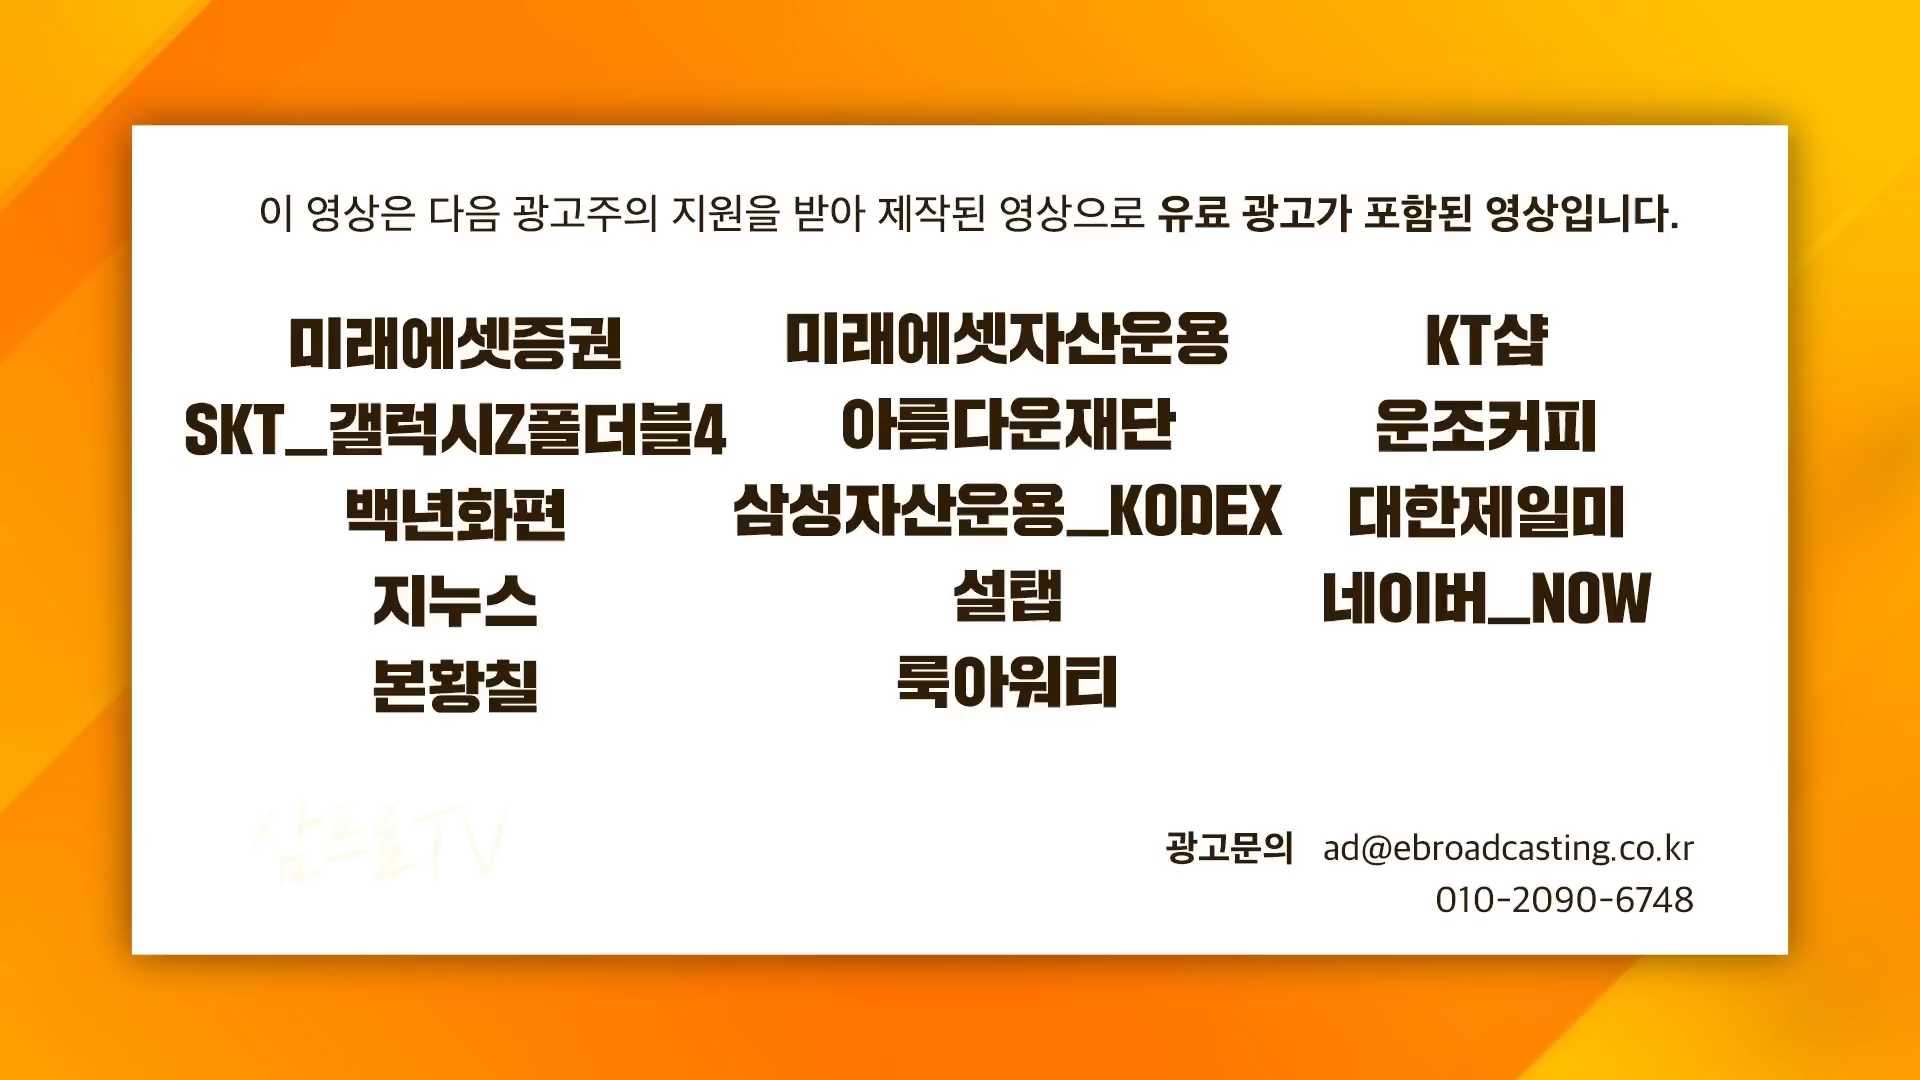 이 영상은 다음 광고주의 지원을 받아 제작된 영상으로 유료 광고가 포함된 영상입니다.
미래에셋증권
SKT_갤럭시Z폴더블4
백년화편
지누스
본황칠
미래에셋자산운용
아름다운재단
삼성자산운용_KODEX
설탭
룩아워티
KT샵
운조커피
대한제일미
네이버_NOW
삼프로TV
광고문의 ad@ebroadcasting.co.kr
010-2090-6748